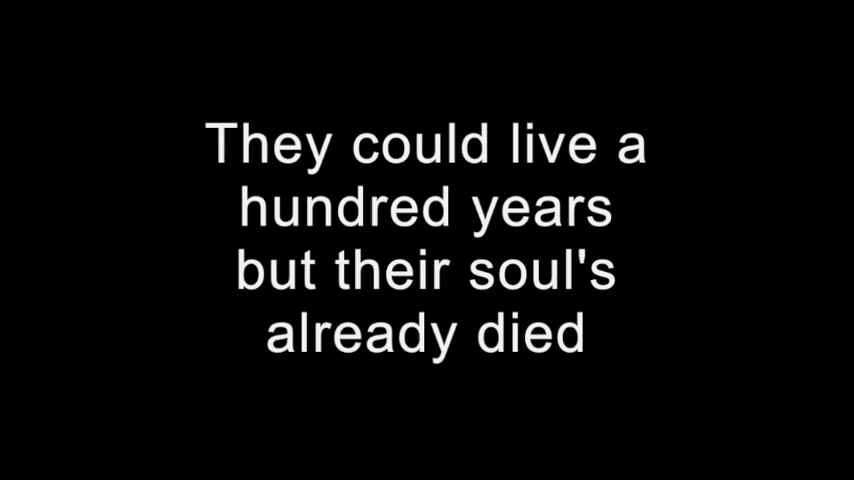 They could live a
hundred years
but their soul's
already died